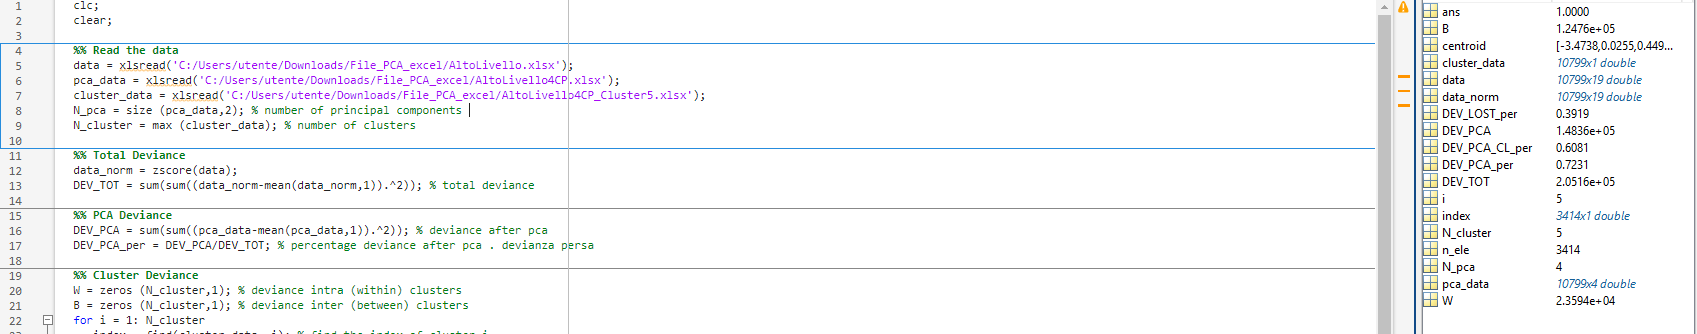 1 clc;
2 clear;
3
4 %% Read the data
5 data = xlsread('C:/Users/utente/Downloads/File_PCA_excel/AltoLivello.xlsx');
6 pca_data = xlsread('C:/Users/utente/Downloads/File_PCA_excel/AltoLivello4CP.xlsx');
7 cluster_data = xlsread('C:/Users/utente/Downloads/File_PCA_excel/AltoLivello4CP_Cluster5.xlsx');
8 N_pca = size (pca_data,2); % number of principal components
9 N_cluster = max (cluster_data); % number of clusters
10
11 %% Total Deviance
12 data_norm = zscore(data);
13 DEV_TOT = sum(sum((data_norm-mean(data_norm,1)).^2)); % total deviance
14
15 %% PCA Deviance
16 DEV_PCA = sum(sum((pca_data-mean(pca_data,1)).^2)); % deviance after pca
17 DEV_PCA_per = DEV_PCA/DEV_TOT; % percentage deviance after pca . devianza persa
18
19 %% Cluster Deviance
20 W = zeros (N_cluster,1); % deviance intra (within) clusters
21 B = zeros (N_cluster,1); % deviance inter (between) clusters
22 for i = 1: N_cluster
ans 1.0000
B 1.2476e+05
centroid [-3.4738,0.0255,0.449...
cluster_data 10799x1 double
data 10799x19 double
data_norm 10799x19 double
DEV_LOST_per 0.3919
DEV_PCA 1.4836e+05
DEV_PCA_CL_per 0.6081
DEV_PCA_per 0.7231
DEV_TOT 2.0516e+05
i 5
index 3414x1 double
N_cluster 5
n_ele 3414
N_pca 4
pca_data 10799x4 double
W 2.3594e+04